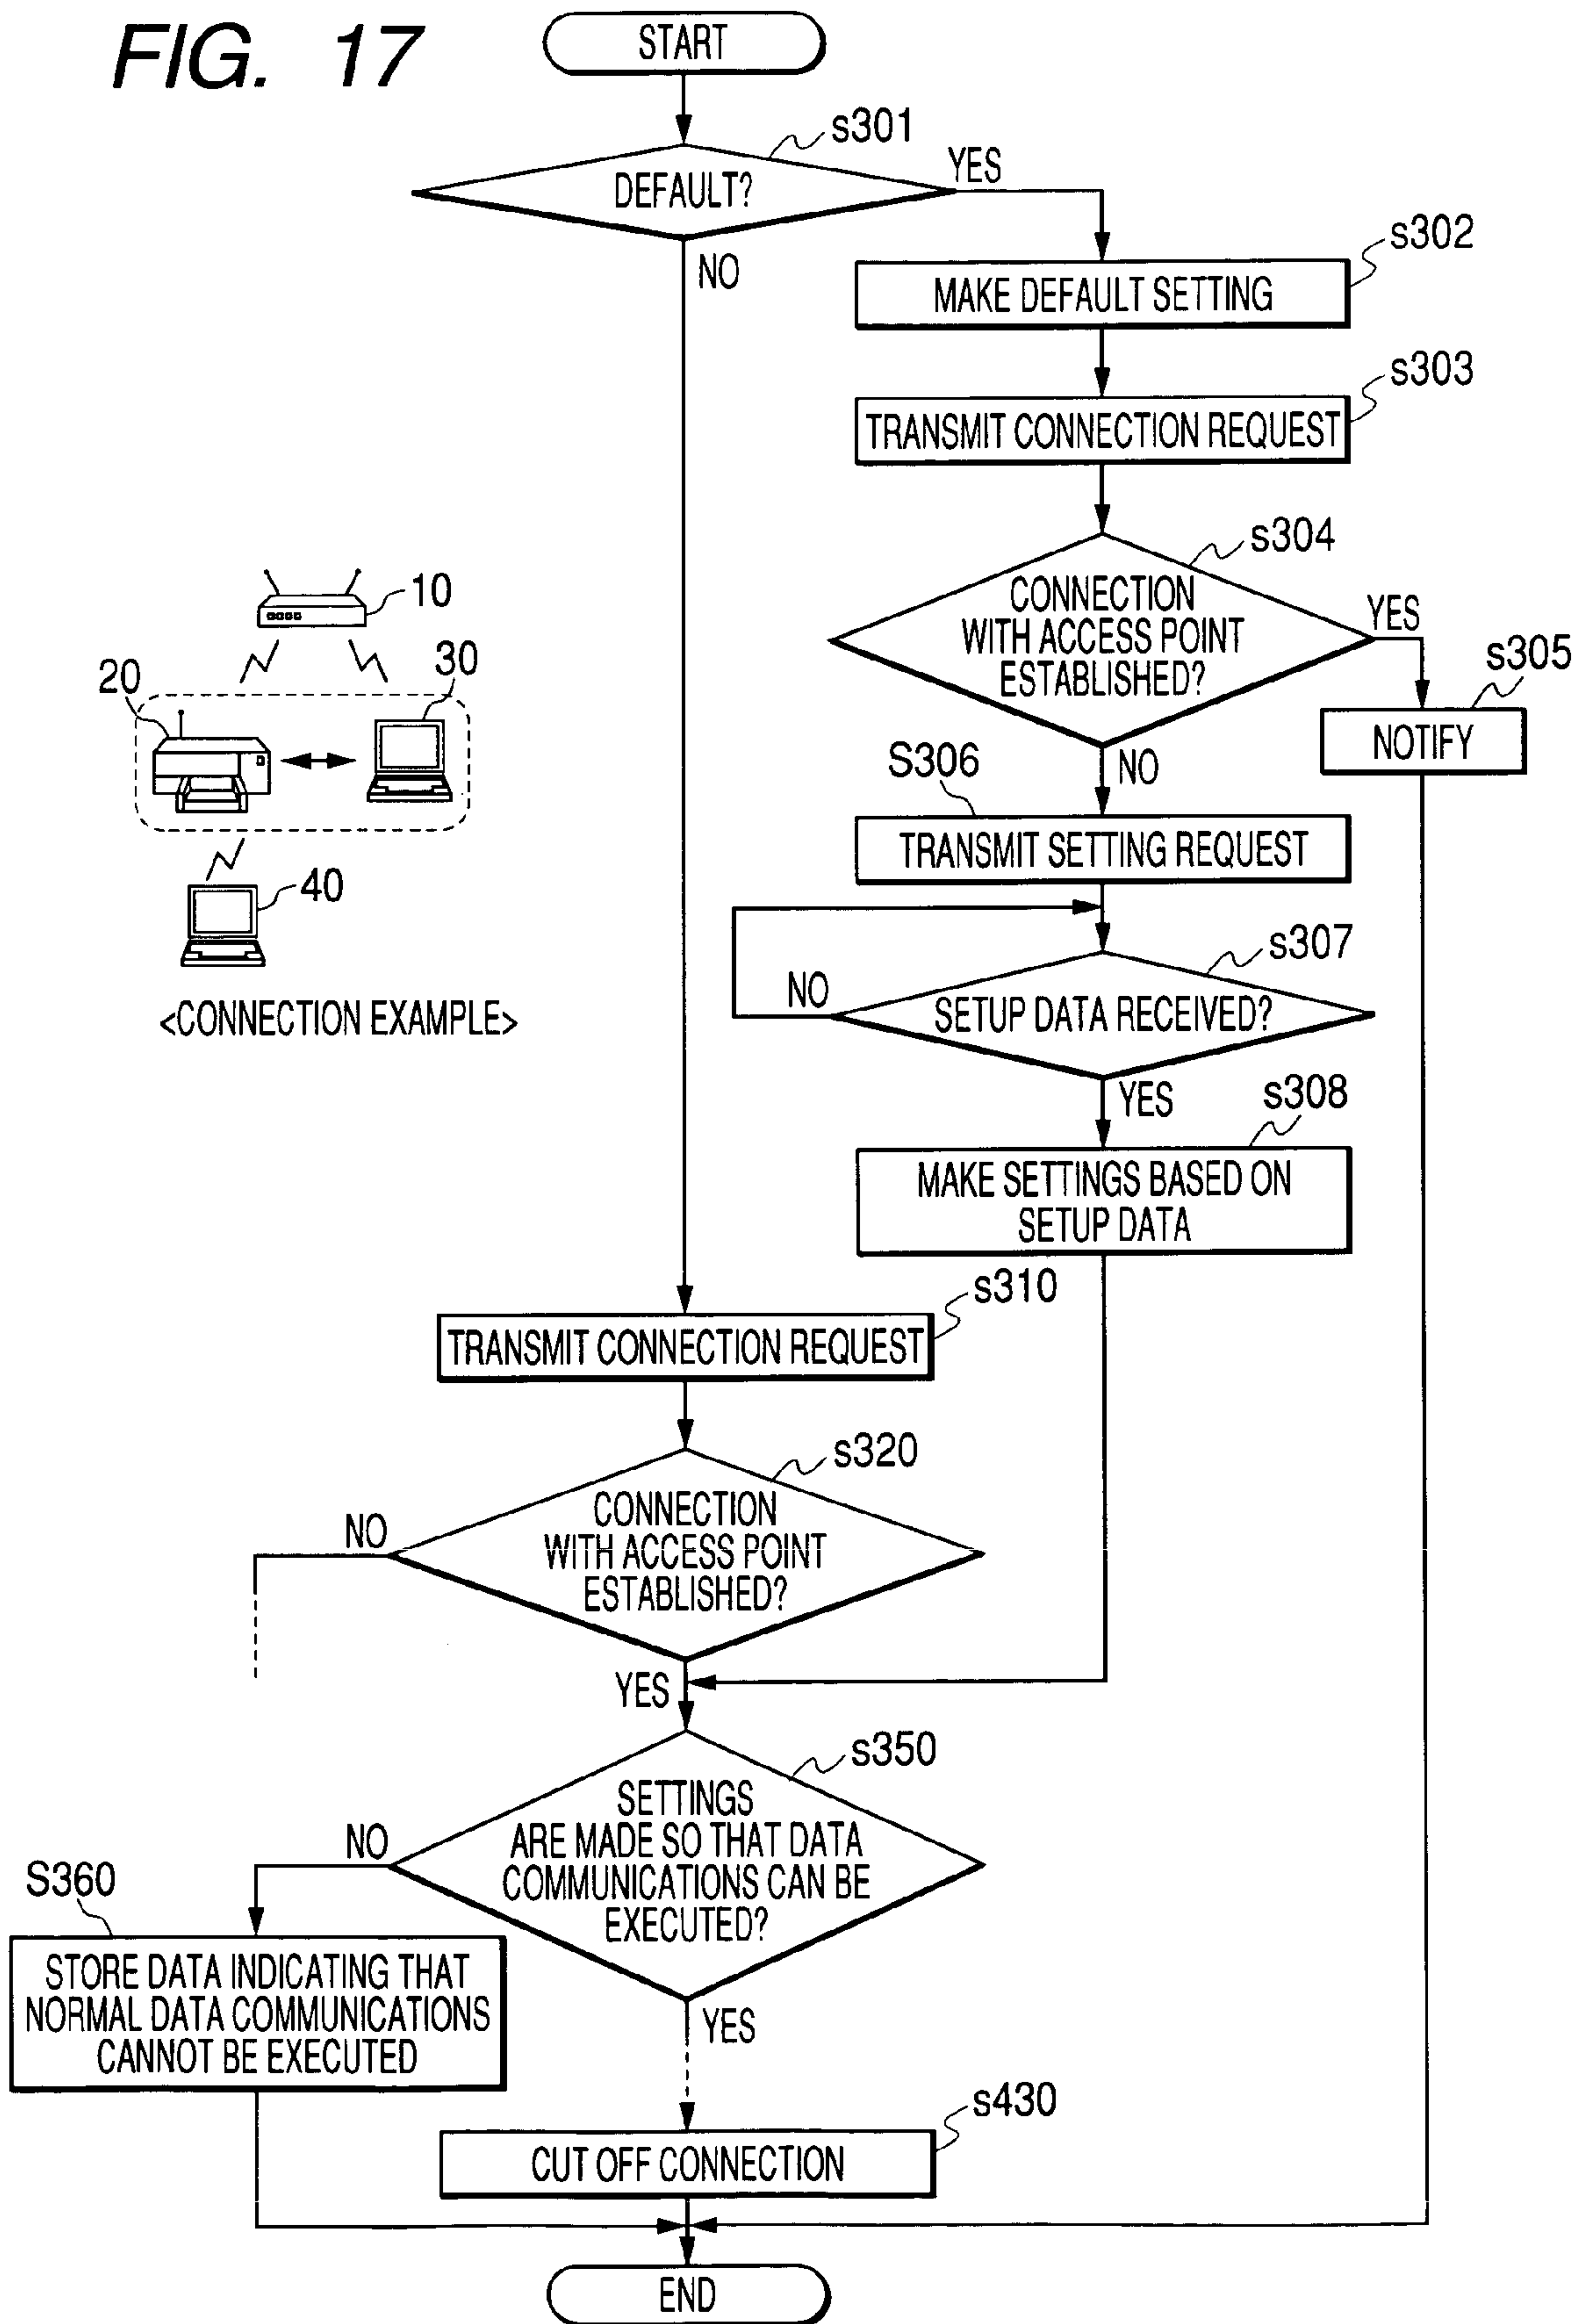 FIG. 17
START
s301
DEFAULT?
YES
NO
s302
MAKE DEFAULT SETTING
s303
TRANSMIT CONNECTION REQUEST
s304
CONNECTION
WITH ACCESS POINT
ESTABLISHED?
YES
s305
NOTIFY
NO
S306
TRANSMIT SETTING REQUEST
s307
NO
SETUP DATA RECEIVED?
YES
s308
MAKE SETTINGS BASED ON
SETUP DATA
10
20
30
40
<CONNECTION EXAMPLE>
s310
TRANSMIT CONNECTION REQUEST
s320
NO
CONNECTION
WITH ACCESS POINT
ESTABLISHED?
YES
s350
NO
SETTINGS
ARE MADE SO THAT DATA
COMMUNICATIONS CAN BE
EXECUTED?
S360
STORE DATA INDICATING THAT
NORMAL DATA COMMUNICATIONS
CANNOT BE EXECUTED
YES
s430
CUT OFF CONNECTION
END